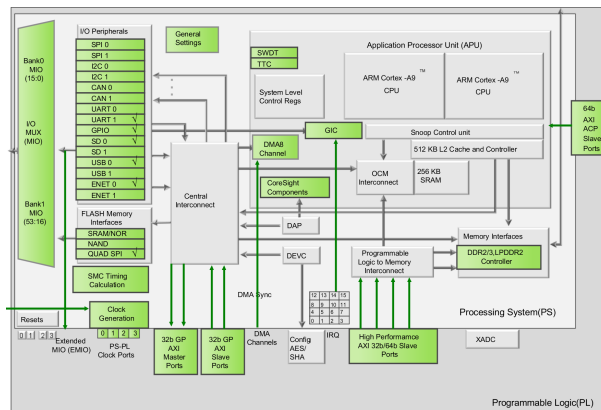 I/O Peripherals
SPI 0
SPI 1
I2C 0
I2C 1
CAN 0
CAN 1
UART 0
UART 1 √
GPIO √
SD 0 √
SD 1
USB 0 √
USB 1
ENET 0 √
ENET 1
Bank0
MIO
(15:0)
I/O
MUX
(MIO)
Bank1
MIO
(53:16)
FLASH Memory
Interfaces
SRAM/NOR
NAND
QUAD SPI √
SMC Timing
Calculation
Clock
Generation
Resets
0 1 2 3
Extended
MIO (EMIO)
0 1 2 3
PS-PL
Clock Ports
General
Settings
Application Processor Unit (APU)
SWDT
TTC
System Level
Control Regs
ARM Cortex -A9 ™
CPU
ARM Cortex -A9 ™
CPU
GIC
Snoop Control unit
512 KB L2 Cache and Controller
DMA8
Channel
OCM
Interconnect
256 KB
SRAM
CoreSight
Components
Central
Interconnect
DAP
DEVC
Programmable
Logic to Memory
Interconnect
Memory Interfaces
DDR2/3,LPDDR2
Controller
64b
AXI
ACP
Slave
Ports
DMA Sync
12 13 14 15
8 9 10 11
4 5 6 7
0 1 2 3
Processing System(PS)
32b GP
AXI
Master
Ports
32b GP
AXI
Slave
Ports
DMA
Channels
Config
AES/
SHA
IRQ
High Performamce
AXI 32b/64b Slave
Ports
XADC
Programmable Logic(PL)